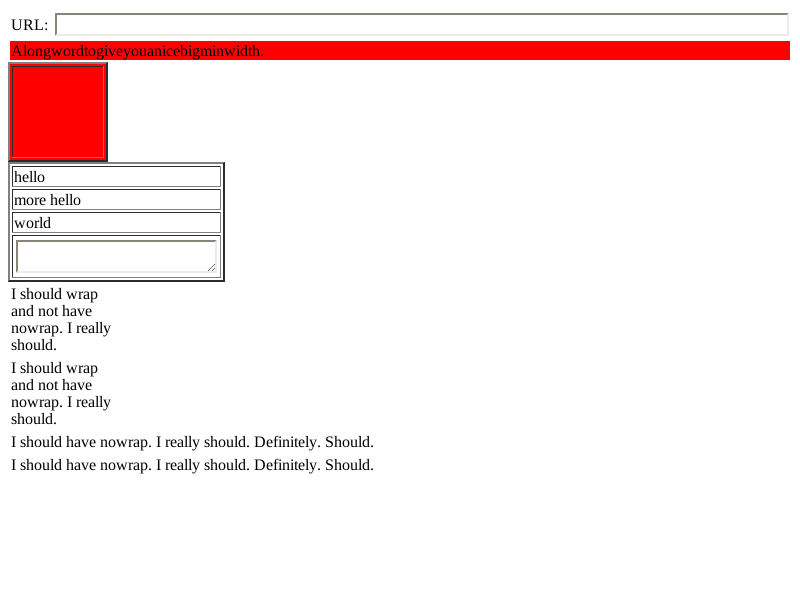 URL:
Alongwordtogiveyouanicebigminwidth.
hello
more hello
world
I should wrap
and not have
nowrap. I really
should.
I should wrap
and not have
nowrap. I really
should.
I should have nowrap. I really should. Definitely. Should.
I should have nowrap. I really should. Definitely. Should.